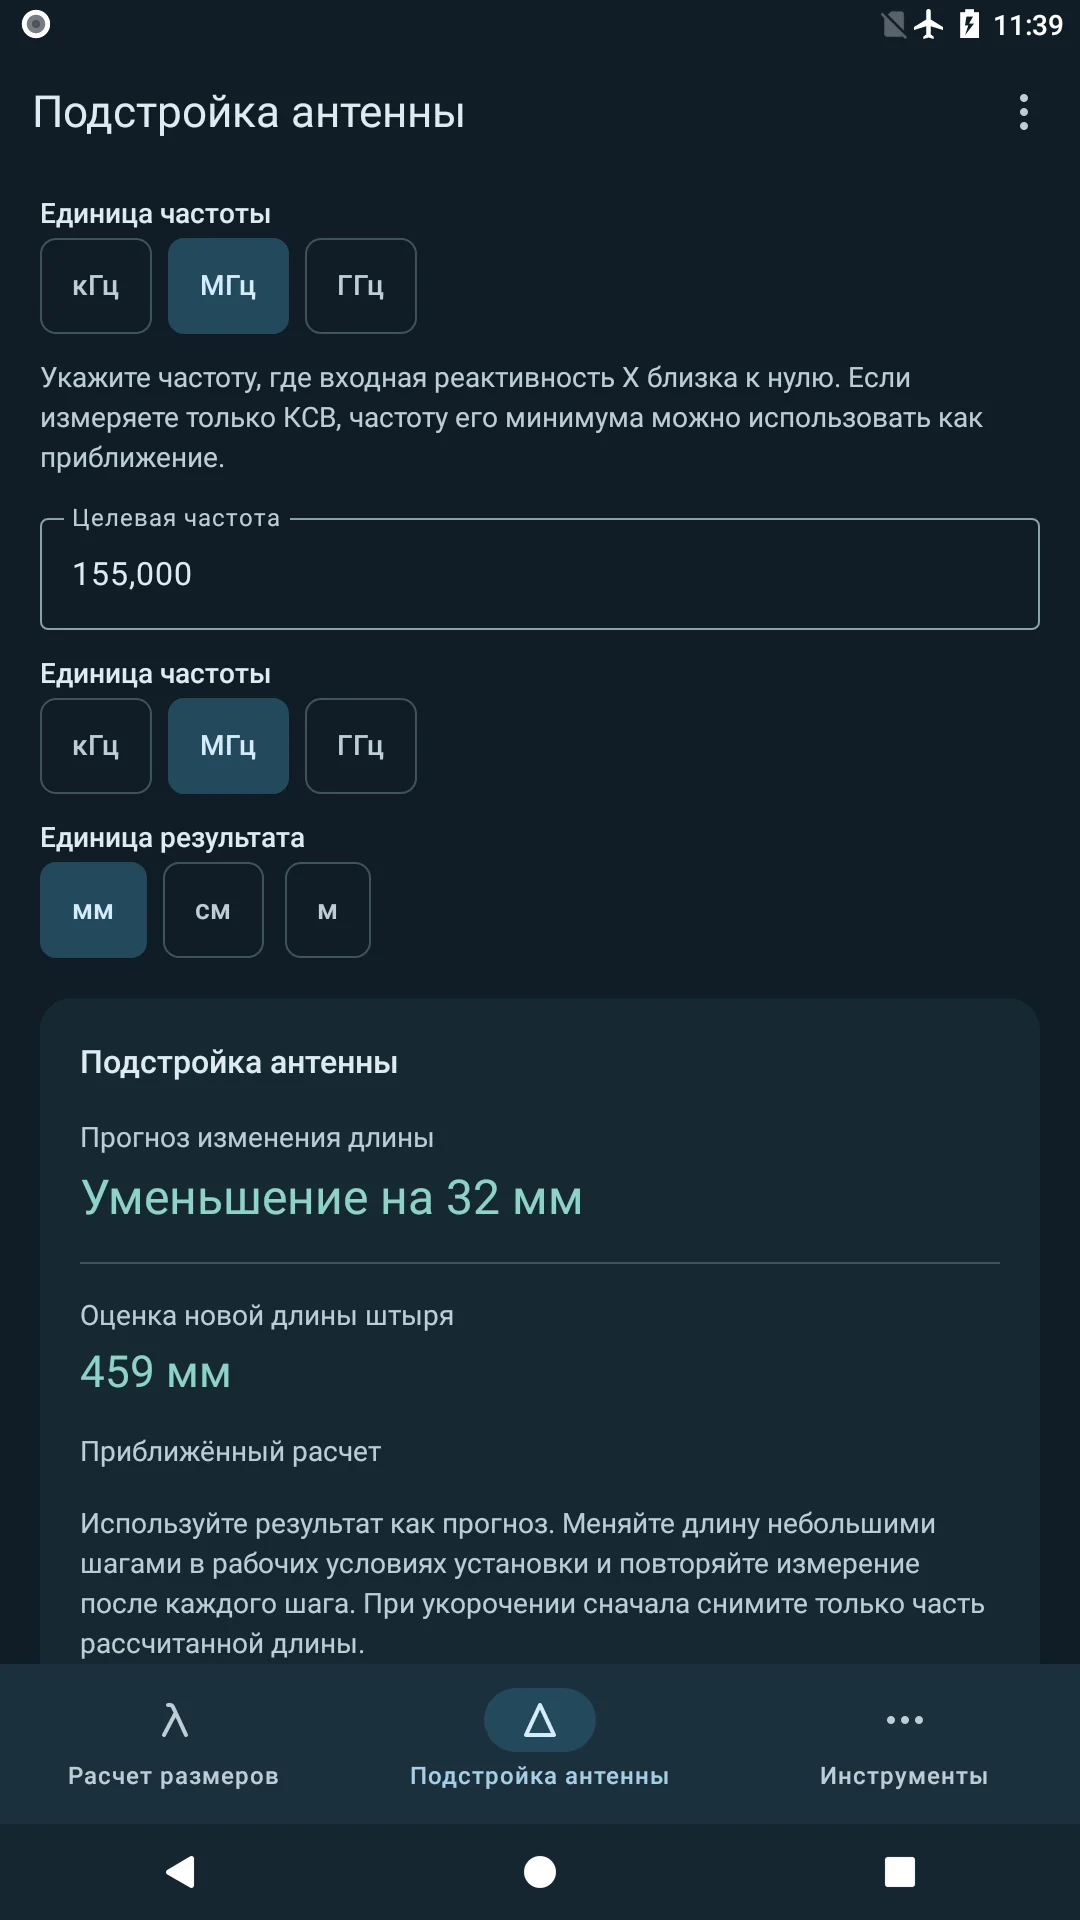 11:39
Подстройка антенны
Единица частоты
кГц МГц ГГц
Укажите частоту, где входная реактивность X близка к нулю. Если
измеряете только КСВ, частоту его минимума можно использовать как
приближение.
Целевая частота
155,000
Единица частоты
кГц МГц ГГц
Единица результата
мм см м
Подстройка антенны
Прогноз изменения длины
Уменьшение на 32 мм
Оценка новой длины штыря
459 мм
Приближённый расчет
Используйте результат как прогноз. Меняйте длину небольшими
шагами в рабочих условиях установки и повторяйте измерение
после каждого шага. При укорочении сначала снимите только часть
рассчитанной длины.
λ Δ
Расчет размеров Подстройка антенны Инструменты